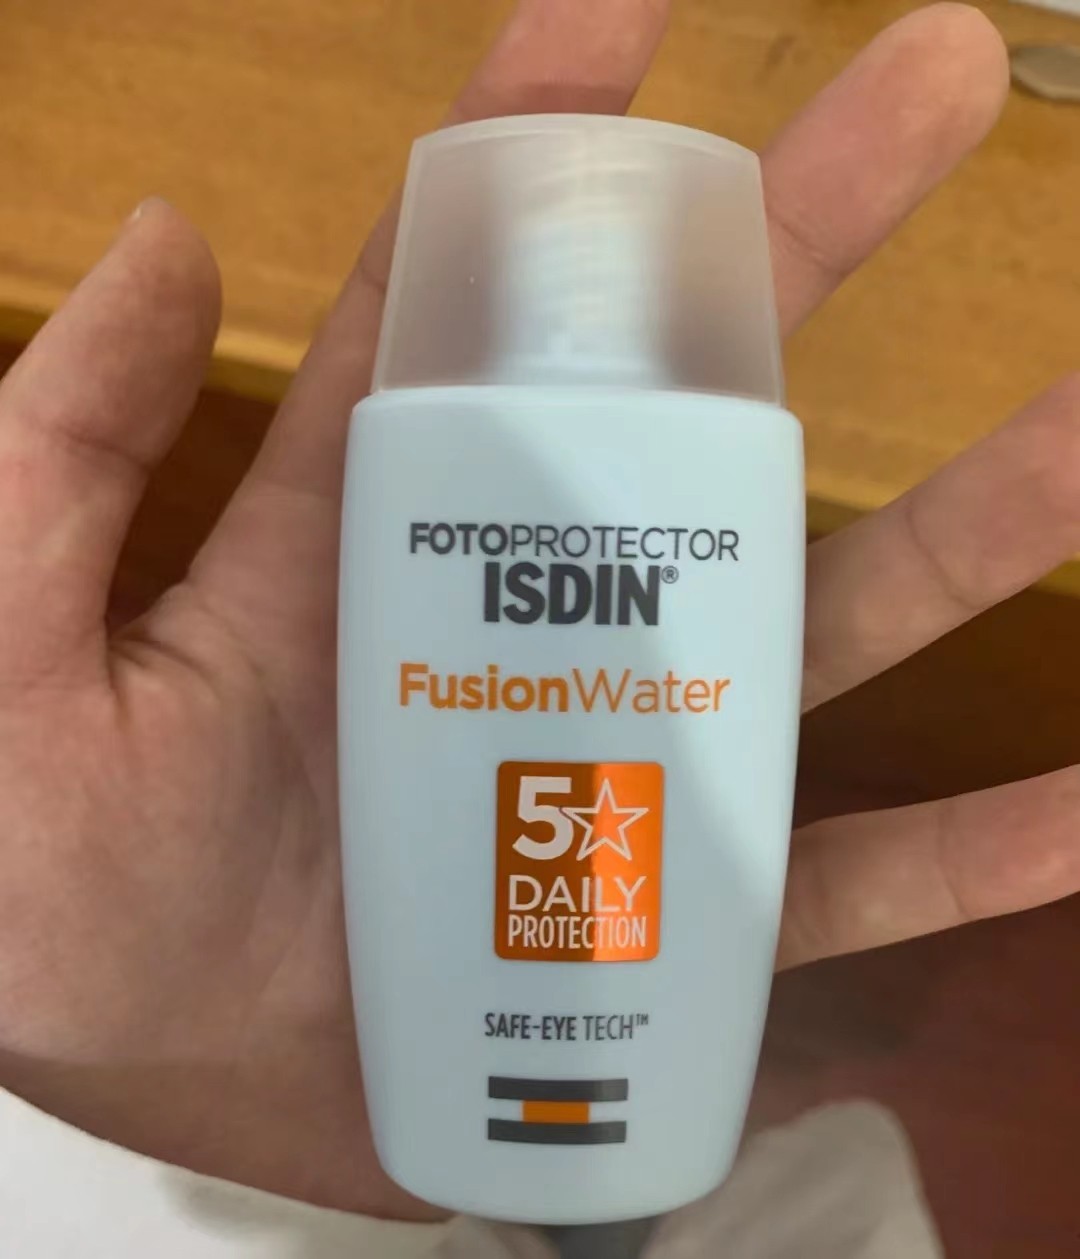 FOTOPROTECTOR
ISDIN®
FusionWater
5☆
DAILY
PROTECTION
SAFE-EYE TECH™